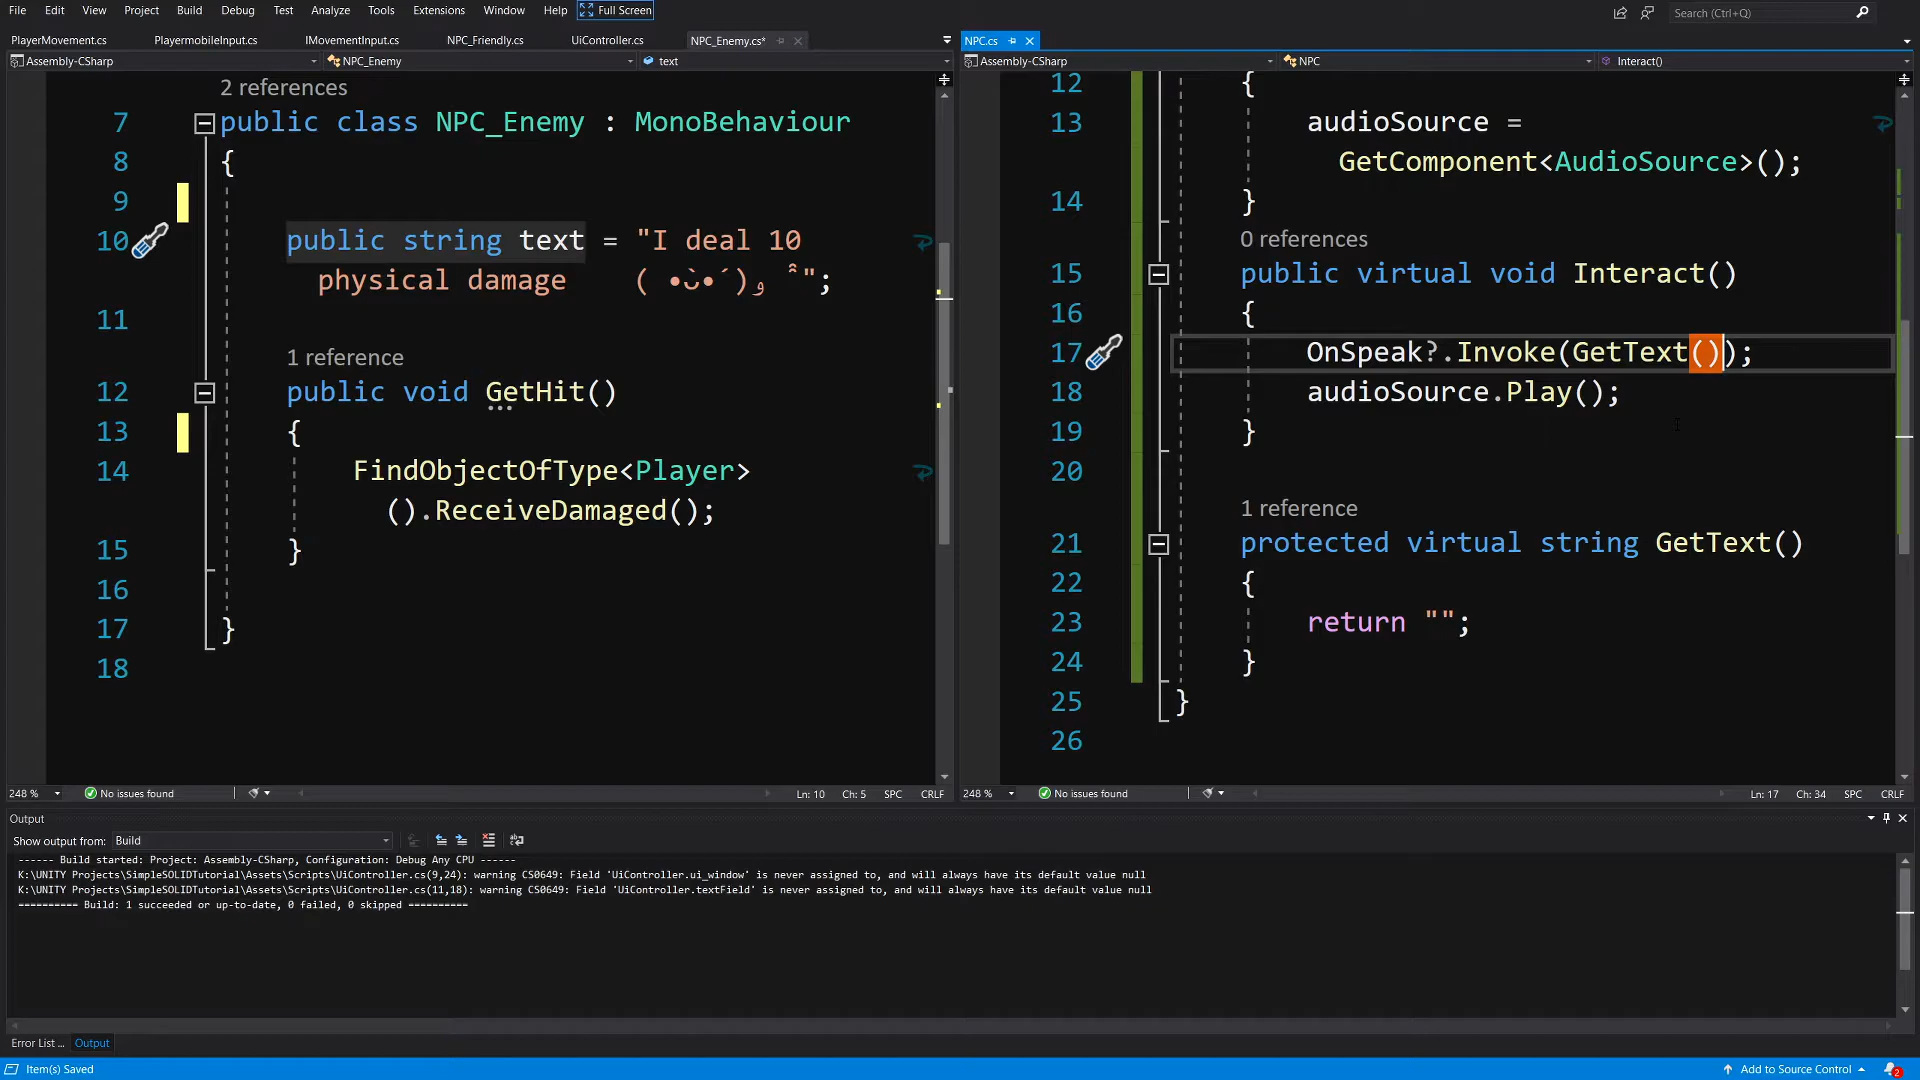 File Edit View Project Build Debug Test Analyze Tools Extensions Window Help Full Screen Search (Ctrl+Q)
PlayerMovement.cs PlayermobileInput.cs IMovementInput.cs NPC_Friendly.cs UiController.cs NPC_Enemy.cs*
Assembly-CSharp NPC_Enemy text
2 references
7 public class NPC_Enemy : MonoBehaviour
8 {
9
10 public string text = "I deal 10
physical damage ( •̀ᴗ•́ )و ̑̑";
11
1 reference
12 public void GetHit()
13 {
14 FindObjectOfType<Player>
().ReceiveDamaged();
15 }
16
17 }
18
248 % No issues found Ln: 10 Ch: 5 SPC CRLF
NPC.cs
Assembly-CSharp NPC Interact()
12 {
13 audioSource =
GetComponent<AudioSource>();
14 }
0 references
15 public virtual void Interact()
16 {
17 OnSpeak?.Invoke(GetText());
18 audioSource.Play();
19 }
20
1 reference
21 protected virtual string GetText()
22 {
23 return "";
24 }
25 }
26
248 % No issues found Ln: 17 Ch: 34 SPC CRLF
Output
Show output from: Build
------ Build started: Project: Assembly-CSharp, Configuration: Debug Any CPU ------
K:\UNITY Projects\SimpleSOLIDTutorial\Assets\Scripts\UiController.cs(9,24): warning CS0649: Field 'UiController.ui_window' is never assigned to, and will always have its default value null
K:\UNITY Projects\SimpleSOLIDTutorial\Assets\Scripts\UiController.cs(11,18): warning CS0649: Field 'UiController.textField' is never assigned to, and will always have its default value null
========== Build: 1 succeeded or up-to-date, 0 failed, 0 skipped ==========
Error List ... Output
Item(s) Saved Add to Source Control 2